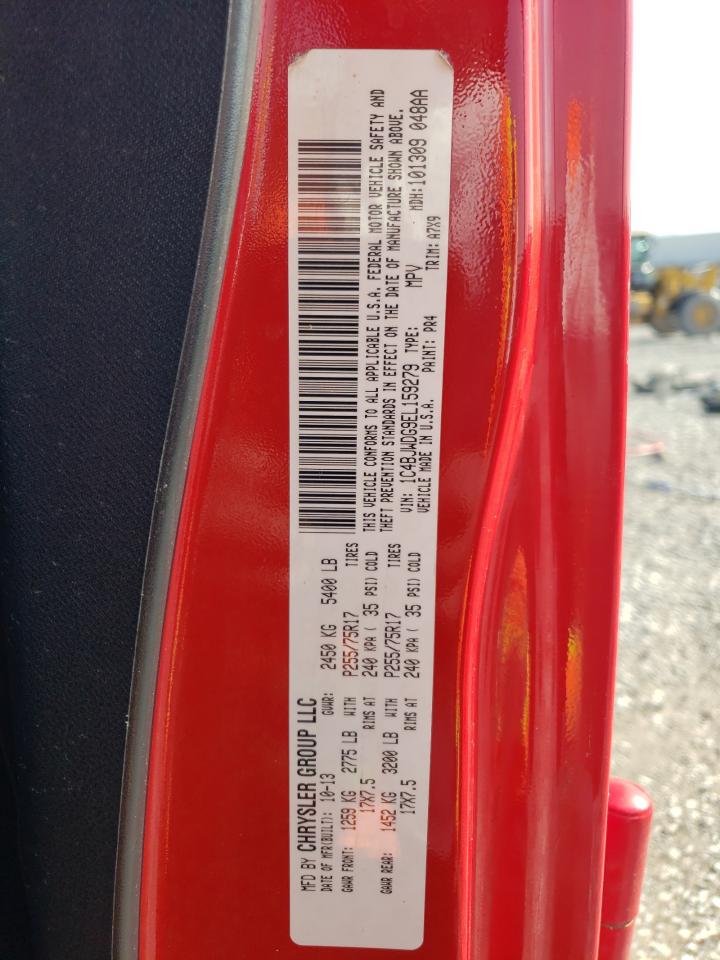 MFD BY CHRYSLER GROUP LLC
DATE OF MFR(BUILT): 10-13 GVWR: 2450 KG 5400 LB
GAWR FRONT: 1259 KG 2775 LB WITH P255/75R17 TIRES
17X7.5 RIMS AT 240 KPA ( 35 PSI) COLD
GAWR REAR: 1452 KG 3200 LB WITH P255/75R17 TIRES
17X7.5 RIMS AT 240 KPA ( 35 PSI) COLD
THIS VEHICLE CONFORMS TO ALL APPLICABLE U.S.A. FEDERAL MOTOR VEHICLE SAFETY AND
THEFT PREVENTION STANDARDS IN EFFECT ON THE DATE OF MANUFACTURE SHOWN ABOVE.
VIN: 1C4BJWDG9EL159279 TYPE: MPV MDH:101309 048AA
VEHICLE MADE IN U.S.A. PAINT: PR4 TRIM: A7X9